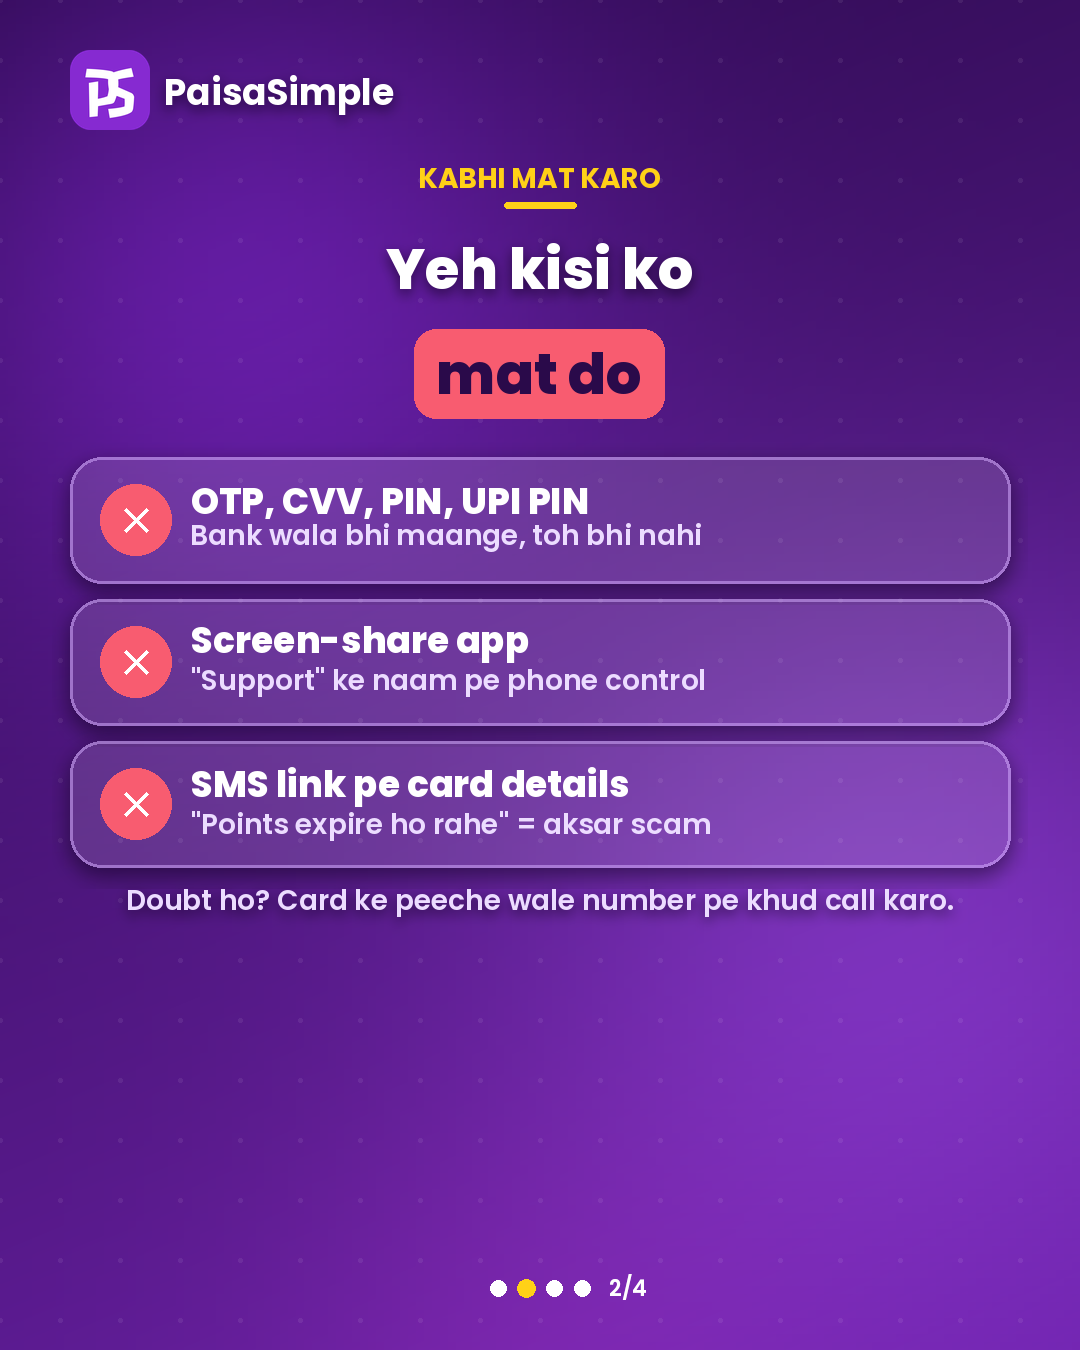 PaisaSimple
KABHI MAT KARO
Yeh kisi ko
mat do
OTP, CVV, PIN, UPI PIN
Bank wala bhi maange, toh bhi nahi
Screen-share app
"Support" ke naam pe phone control
SMS link pe card details
"Points expire ho rahe" = aksar scam
Doubt ho? Card ke peeche wale number pe khud call karo.
2/4